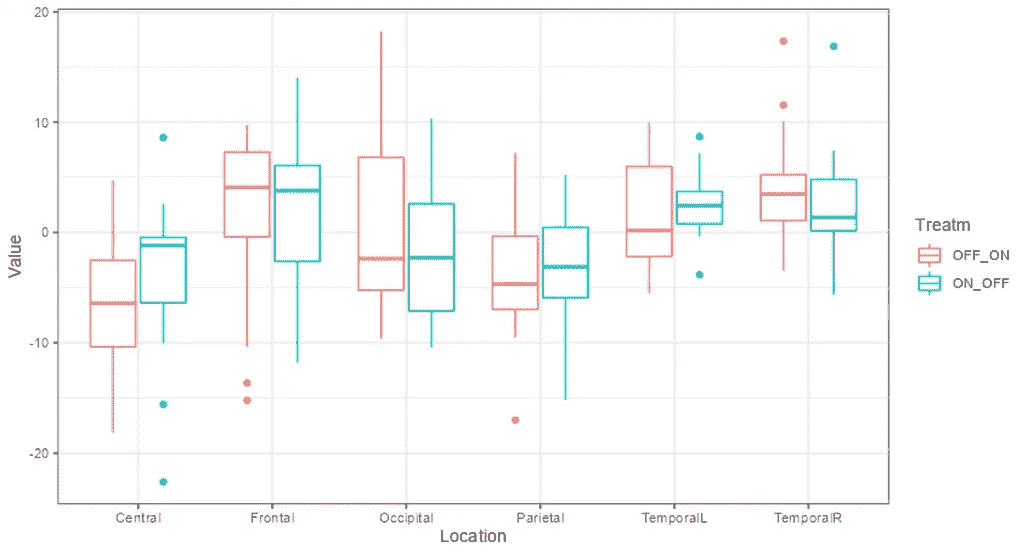 20
10
0
-10
-20
Value
Central
Frontal
Occipital
Parietal
TemporalL
TemporalR
Location
Treatm
OFF_ON
ON_OFF